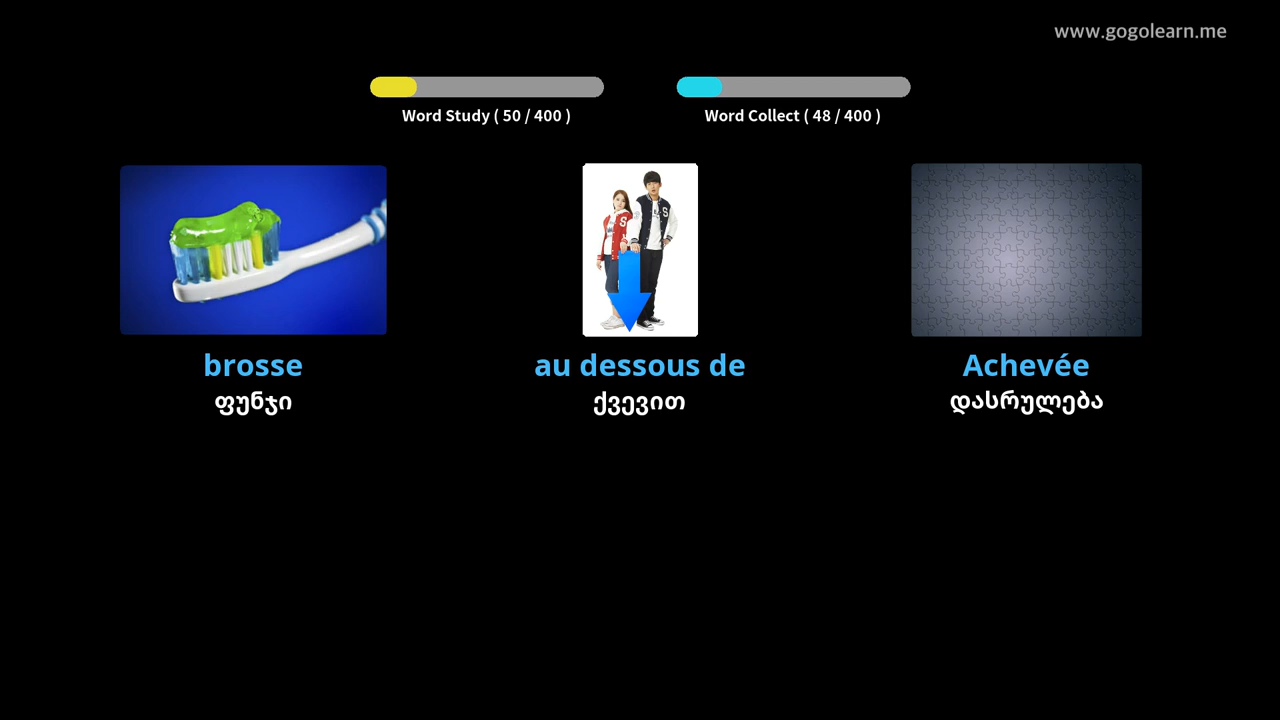 www.gogolearn.me
Word Study ( 50 / 400 )
Word Collect ( 48 / 400 )
S
S
brosse
au dessous de
Achevée
ფუნჯი
ქვევით
დასრულება